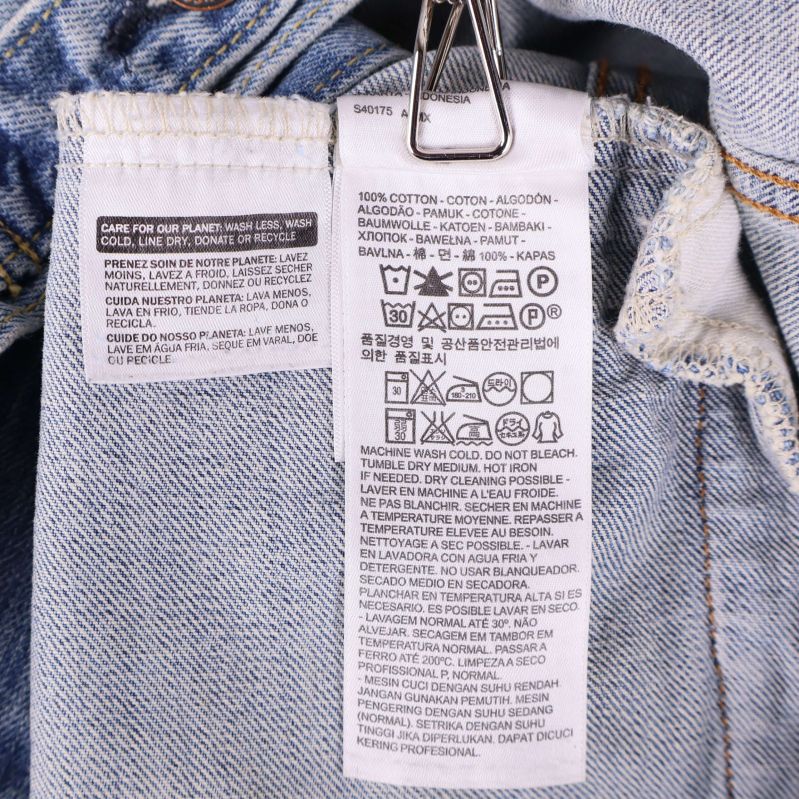 CARE FOR OUR PLANET: WASH LESS, WASH
COLD, LINE DRY, DONATE OR RECYCLE
PRENEZ SOIN DE NOTRE PLANETE: LAVEZ
MOINS, LAVEZ A FROID, LAISSEZ SECHER
NATURELLEMENT, DONNEZ OU RECYCLEZ
CUIDA NUESTRO PLANETA: LAVA MENOS,
LAVA EN FRIO, TIENDE LA ROPA, DONA O
RECICLA.
CUIDE DO NOSSO PLANETA: LAVE MENOS,
LAVE EM ÁGUA FRIA, SEQUE EM VARAL, DOE
OU RECICLE.
INDONESIA
S40175
100% COTTON - COTON - ALGODÓN -
ALGODÃO - PAMUK - COTONE -
BAUMWOLLE - KATOEN - BAMBAKI -
ХЛОПОК - BAWEŁNA - PAMUT -
BAVLNA - 棉 - 면 - 綿 100% - KAPAS
P
30 P ®
품질경영 및 공산품안전관리법에
의한 품질표시
30 180-210 드라이
30 ドライ
MACHINE WASH COLD. DO NOT BLEACH.
TUMBLE DRY MEDIUM. HOT IRON
IF NEEDED. DRY CLEANING POSSIBLE -
LAVER EN MACHINE A L'EAU FROIDE.
NE PAS BLANCHIR. SECHER EN MACHINE
A TEMPERATURE MOYENNE. REPASSER A
TEMPERATURE ELEVEE AU BESOIN.
NETTOYAGE A SEC POSSIBLE. - LAVAR
EN LAVADORA CON AGUA FRIA Y
DETERGENTE. NO USAR BLANQUEADOR.
SECADO MEDIO EN SECADORA.
PLANCHAR EN TEMPERATURA ALTA SI ES
NECESARIO. ES POSIBLE LAVAR EN SECO.
- LAVAGEM NORMAL ATÉ 30º. NÃO
ALVEJAR. SECAGEM EM TAMBOR EM
TEMPERATURA NORMAL. PASSAR A
FERRO ATÉ 200ºC. LIMPEZA A SECO
PROFISSIONAL P, NORMAL.
- MESIN CUCI DENGAN SUHU RENDAH.
JANGAN GUNAKAN PEMUTIH. MESIN
PENGERING DENGAN SUHU SEDANG
(NORMAL). SETRIKA DENGAN SUHU
TINGGI JIKA DIPERLUKAN. DAPAT DICUCI
KERING PROFESIONAL.